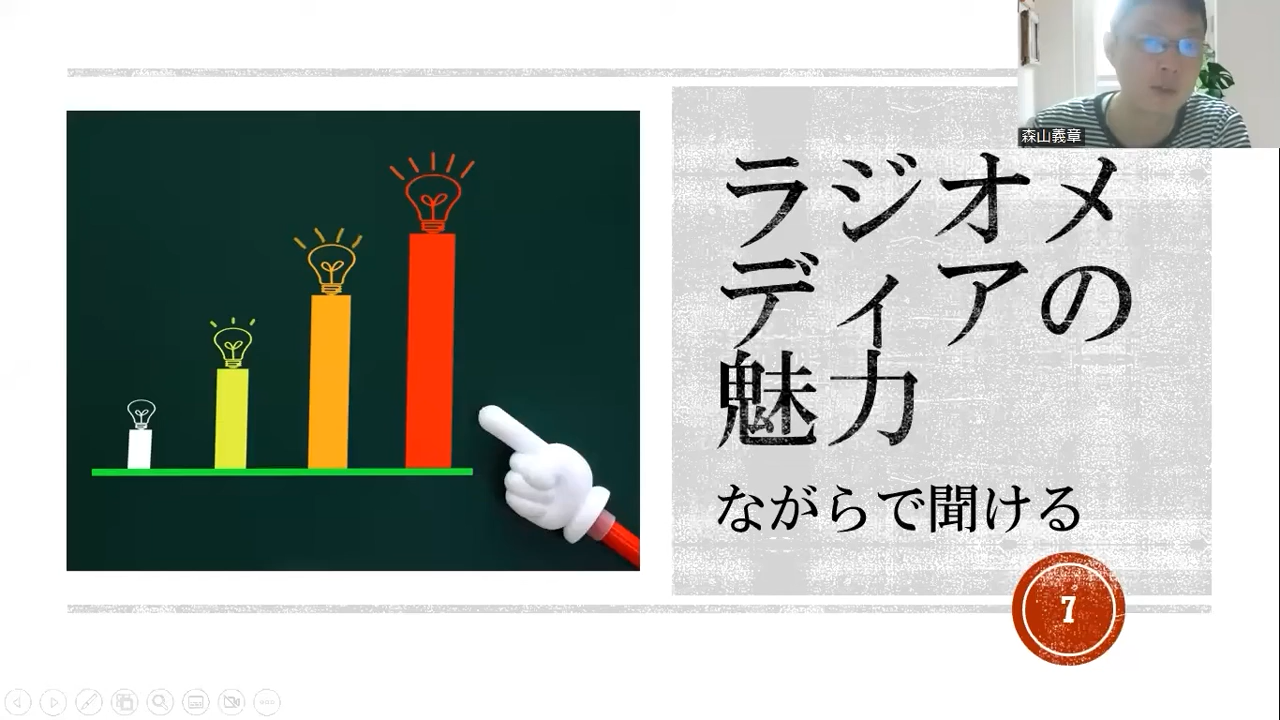 森山義章
ラジオメ
ディアの
魅力
ながらで聞ける
7